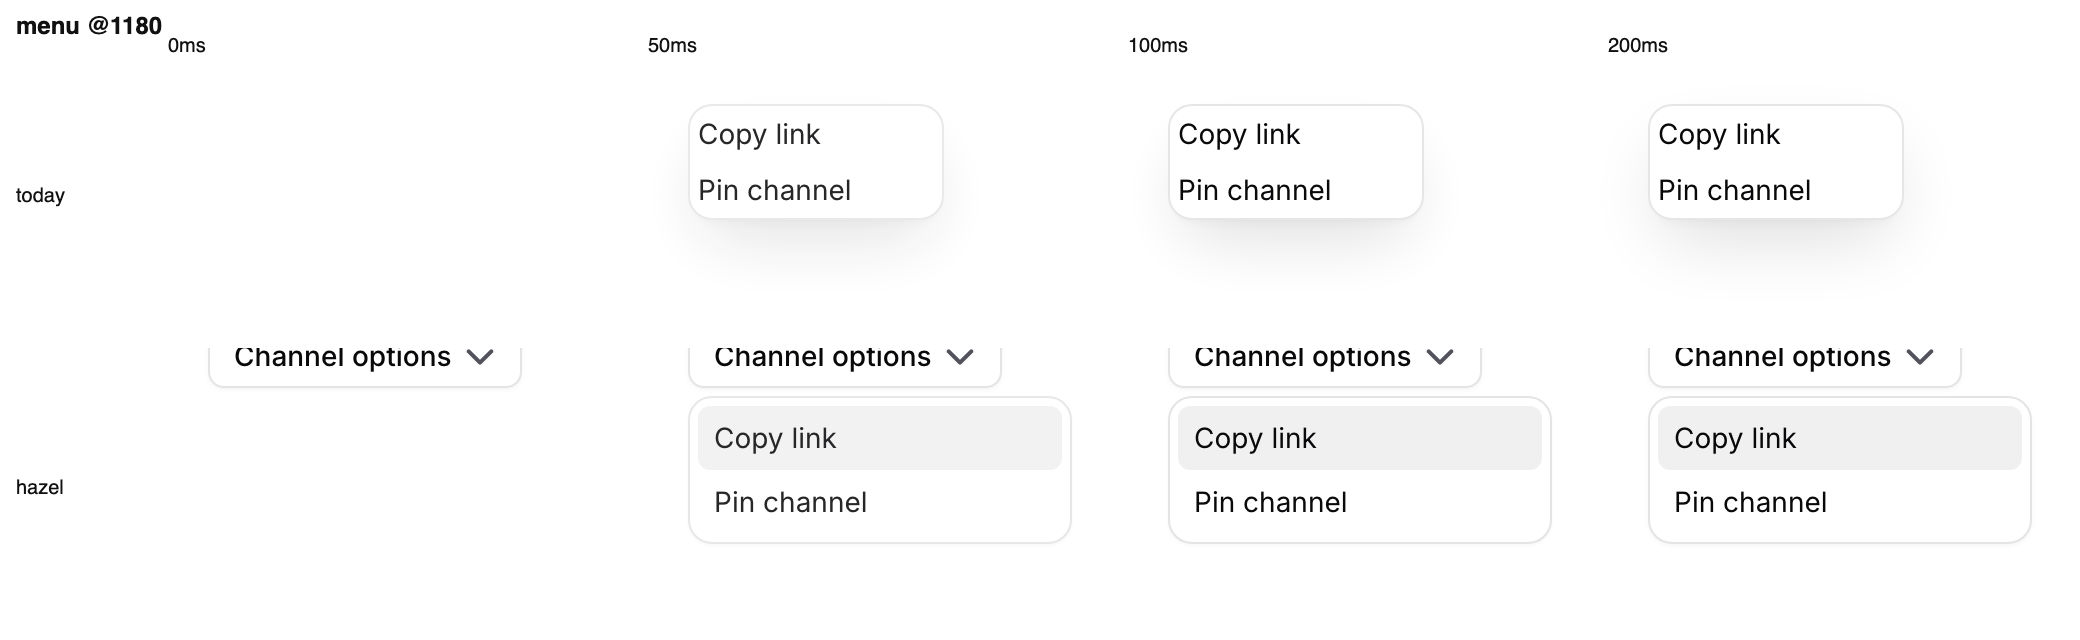 menu @1180
0ms 50ms 100ms 200ms
today
Copy link Copy link Copy link
Pin channel Pin channel Pin channel
hazel
Channel options Channel options Channel options Channel options
Copy link Copy link Copy link
Pin channel Pin channel Pin channel